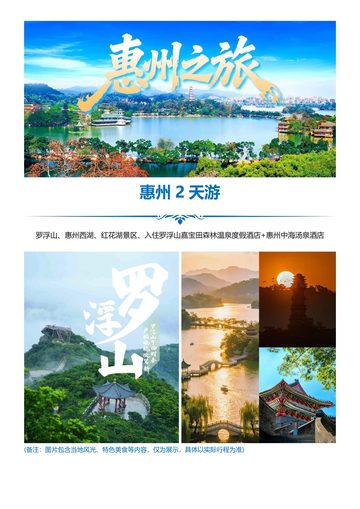 惠州之旅
惠州 2 天游
罗浮山、惠州西湖、红花湖景区、入住罗浮山嘉宝田森林温泉度假酒店+惠州中海汤泉酒店
罗浮山
(备注：图片包含当地风光、特色美食等内容，仅为展示，具体以实际行程为准)